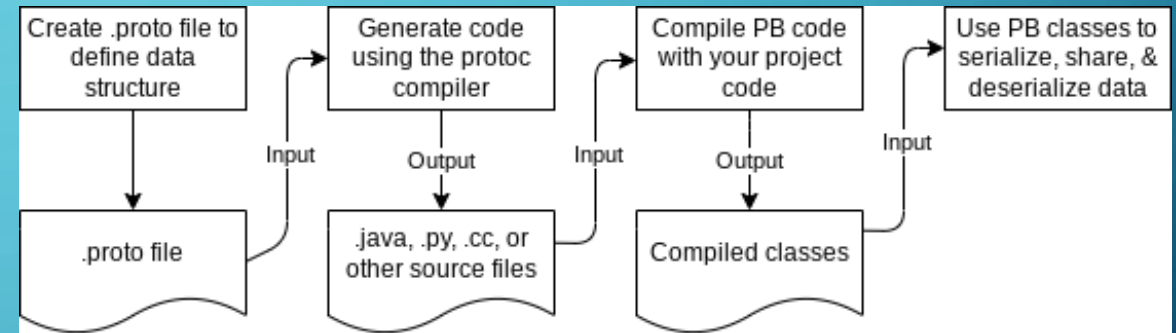 Create .proto file to
define data
structure
Generate code
using the protoc
compiler
Compile PB code
with your project
code
Use PB classes to
serialize, share, &
deserialize data
Input
Output
Input
Output
Input
.proto file
.java, .py, .cc, or
other source files
Compiled classes